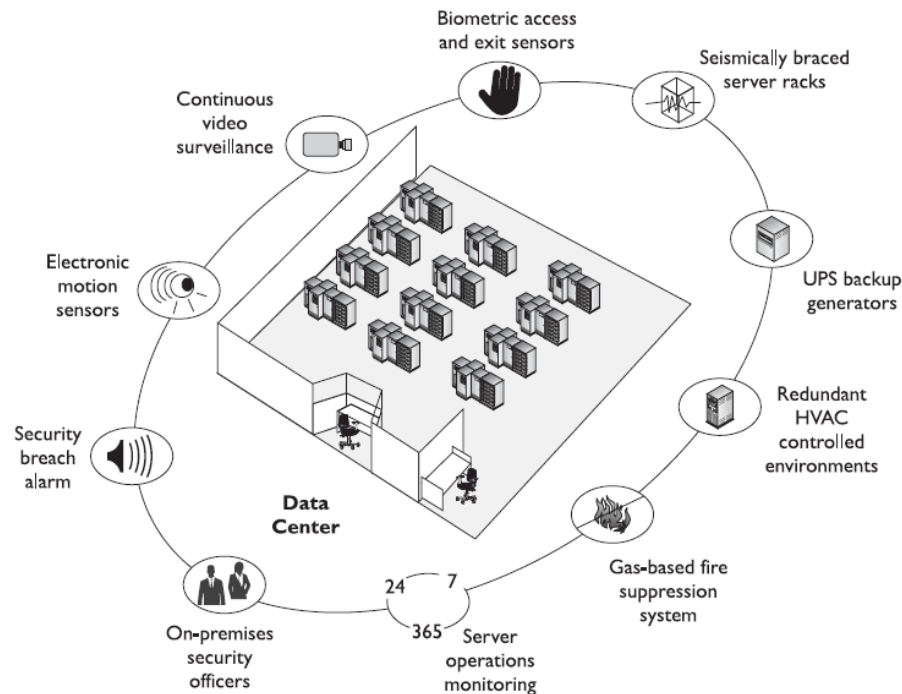 Biometric access
and exit sensors
Seismically braced
server racks
Continuous
video
surveillance
Electronic
motion
sensors
UPS backup
generators
Redundant
HVAC
controlled
environments
Security
breach
alarm
Data
Center
Gas-based fire
suppression
system
24
7
365
On-premises
security
officers
Server
operations
monitoring